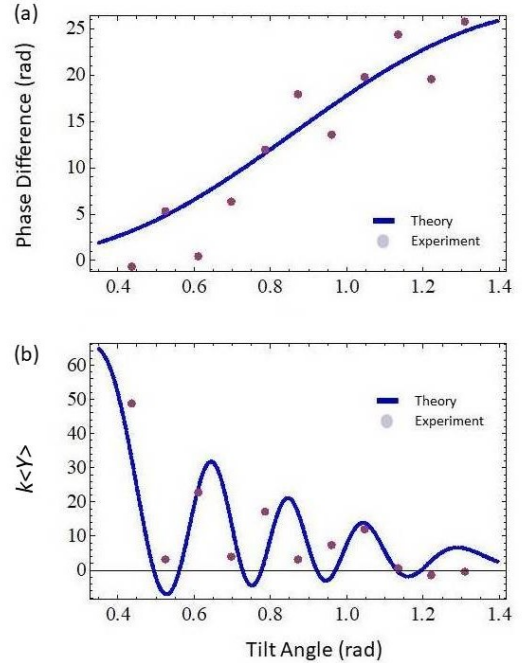 (a)
Phase Difference (rad)
25
20
15
10
5
0
Theory
Experiment
0.4 0.6 0.8 1.0 1.2 1.4
(b)
k<Y>
60
50
40
30
20
10
0
Theory
Experiment
0.4 0.6 0.8 1.0 1.2 1.4
Tilt Angle (rad)